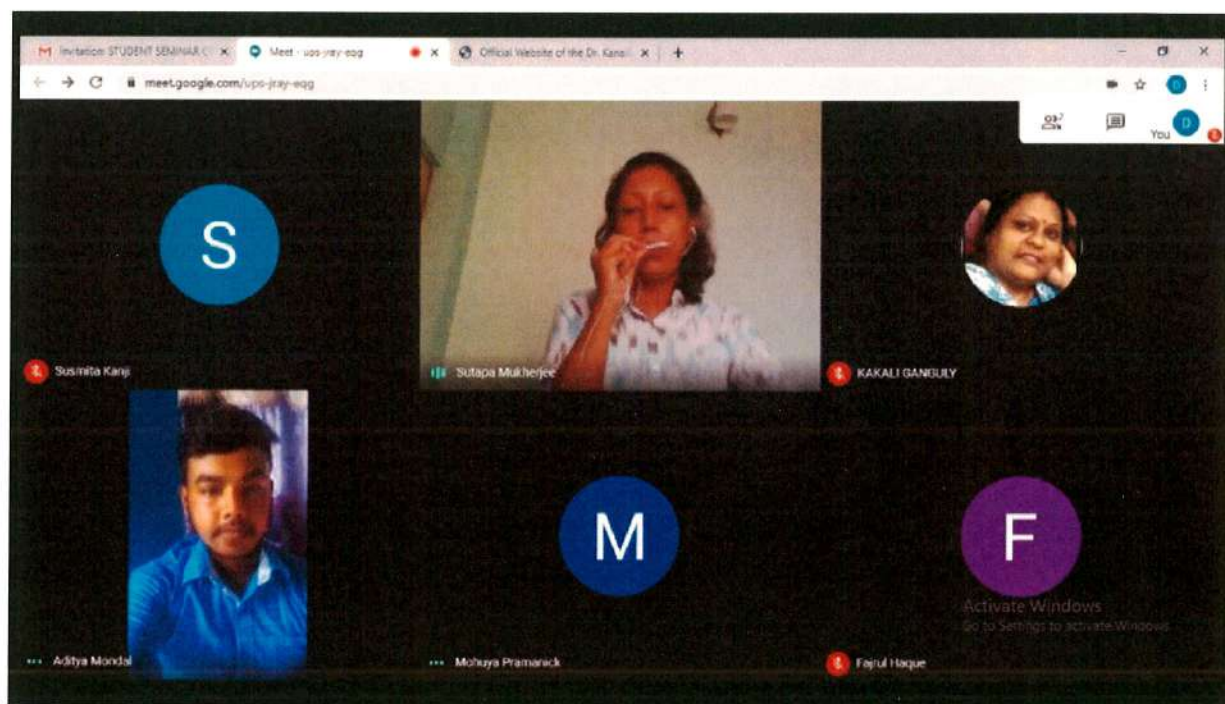 Invitation: STUDENT SEMINAR C
Meet - ups-jray-eqg
Official Website of the Dr. Kanai
meet.google.com/ups-jray-eqg
You
D
S
Susmita Kanji
Sutapa Mukherjee
KAKALI GANGULY
M
F
Activate Windows
Go to Settings to activate Windows.
Aditya Mondal
Mohuya Pramanick
Fajrul Haque